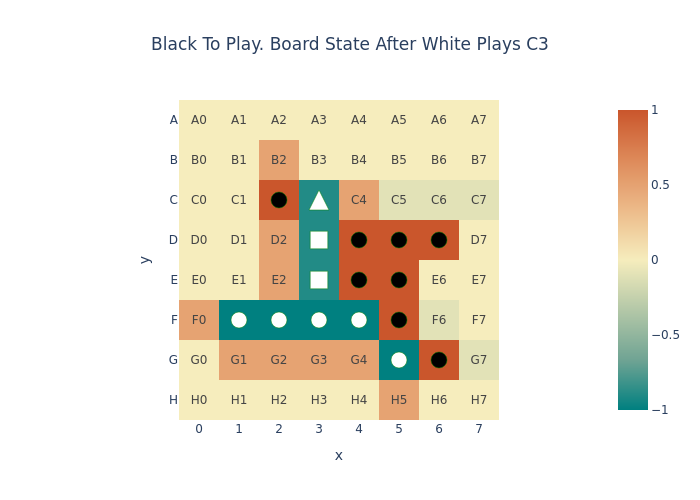 Black To Play. Board State After White Plays C3
A A0 A1 A2 A3 A4 A5 A6 A7
B B0 B1 B2 B3 B4 B5 B6 B7
C C0 C1 C4 C5 C6 C7
D D0 D1 D2 D7
E E0 E1 E2 E6 E7
F F0 F6 F7
G G0 G1 G2 G3 G4 G7
H H0 H1 H2 H3 H4 H5 H6 H7
0 1 2 3 4 5 6 7
x
y
1
0.5
0
−0.5
−1